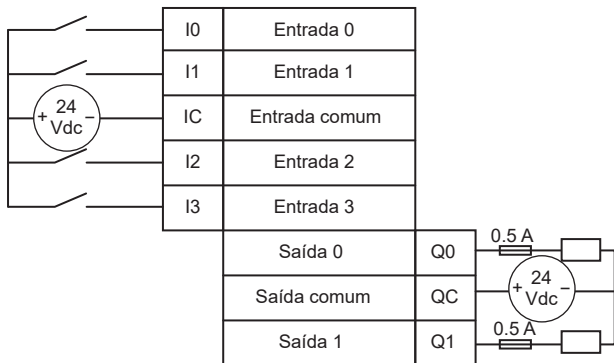 I0 Entrada 0
I1 Entrada 1
+ 24 Vdc − IC Entrada comum
I2 Entrada 2
I3 Entrada 3
Saída 0 Q0 0.5 A
Saída comum QC + 24 Vdc −
Saída 1 Q1 0.5 A